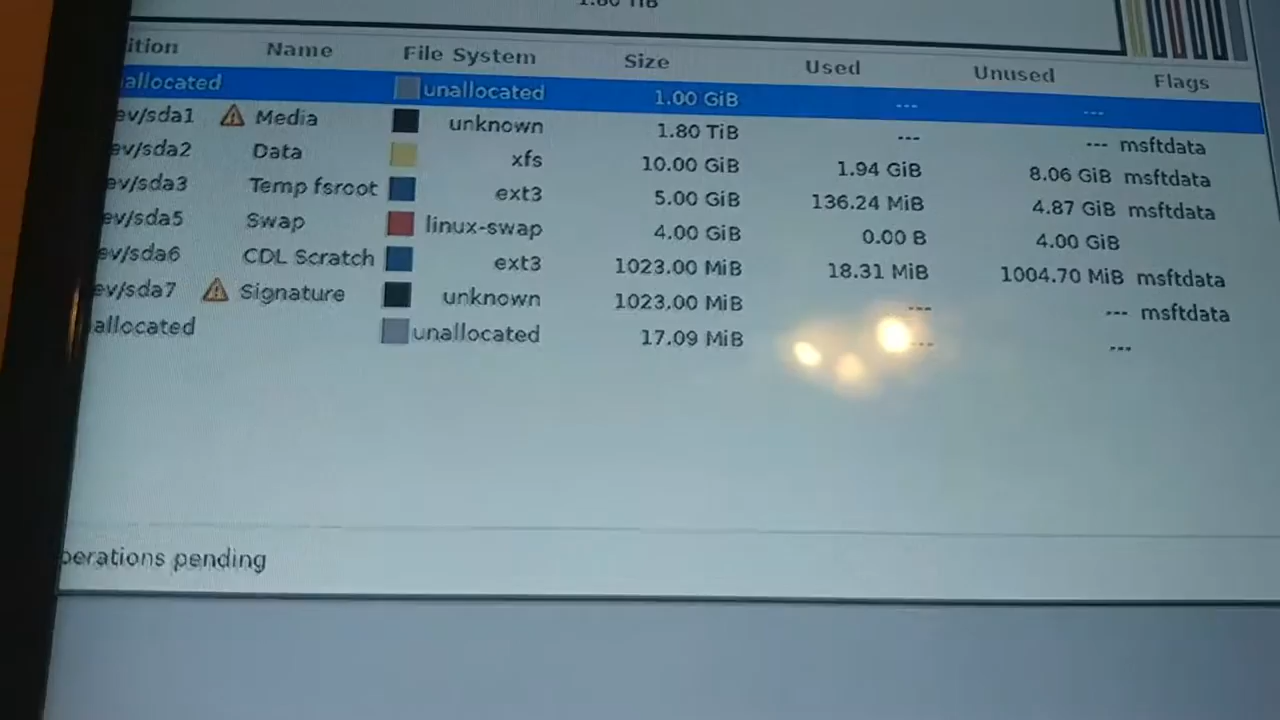 ition Name File System Size Used Unused Flags
allocated unallocated 1.00 GiB --- ---
ev/sda1 Media unknown 1.80 TiB --- --- msftdata
ev/sda2 Data xfs 10.00 GiB 1.94 GiB 8.06 GiB msftdata
ev/sda3 Temp fsroot ext3 5.00 GiB 136.24 MiB 4.87 GiB msftdata
ev/sda5 Swap linux-swap 4.00 GiB 0.00 B 4.00 GiB
ev/sda6 CDL Scratch ext3 1023.00 MiB 18.31 MiB 1004.70 MiB msftdata
ev/sda7 Signature unknown 1023.00 MiB --- --- msftdata
allocated unallocated 17.09 MiB --- ---
perations pending